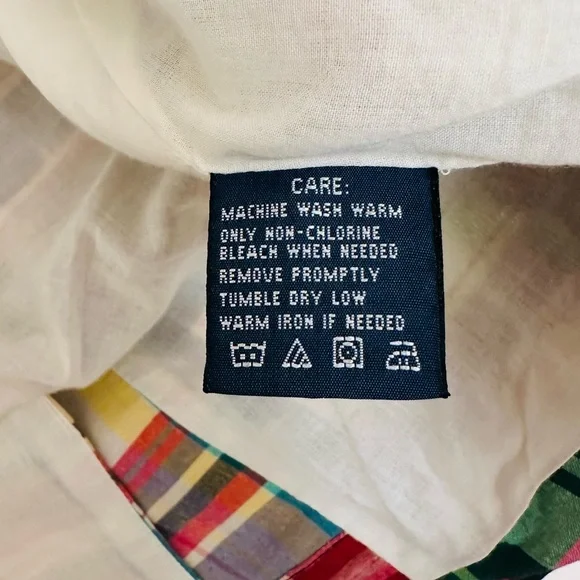 CARE:
MACHINE WASH WARM
ONLY NON-CHLORINE
BLEACH WHEN NEEDED
REMOVE PROMPTLY
TUMBLE DRY LOW
WARM IRON IF NEEDED